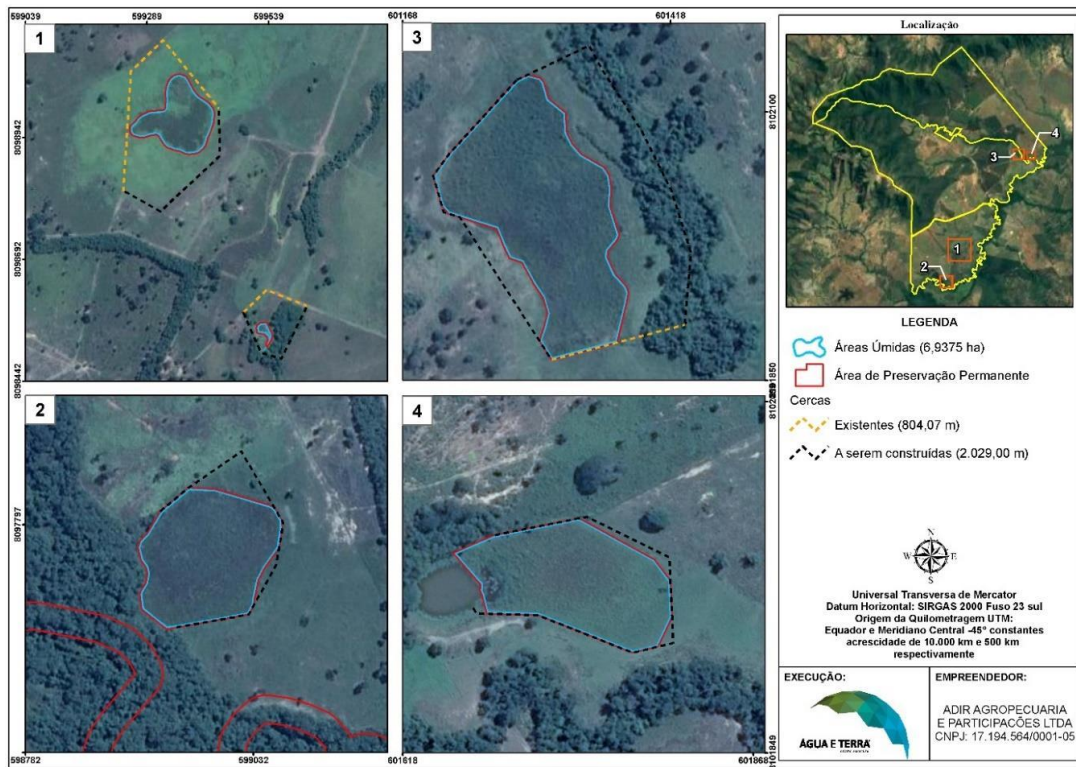 599039
599289
599539
601168
601418
1
3
8098942
8098692
8098442
8102100
2
4
8097797
598782
599032
601818
601868
8101849
Localização
4
3
1
2
LEGENDA
Áreas Úmidas (6,9375 ha)
Área de Preservação Permanente
Cercas
Existentes (804,07 m)
A serem construídas (2.029,00 m)
N
W
E
S
Universal Transversa de Mercator
Datum Horizontal: SIRGAS 2000 Fuso 23 sul
Origem da Quilometragem UTM:
Equador e Meridiano Central -45° constantes
acrescidade de 10.000 km e 500 km
respectivamente
EXECUÇÃO:
ÁGUA E TERRA
EMPREENDEDOR:
ADIR AGROPECUARIA
E PARTICIPACÕES LTDA
CNPJ: 17.194.564/0001-05